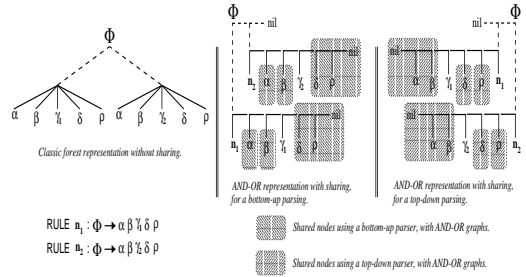 Φ
α β γ₁ δ ρ α β γ₂ δ ρ
Classic forest representation without sharing.
RULE n₁ : Φ → α β γ₁ δ ρ
RULE n₂ : Φ → α β γ₂ δ ρ
Φ
nil
nil
n₂ α β γ₂ δ ρ
nil
n₁ α β γ₁ δ ρ
AND-OR representation with sharing,
for a bottom-up parsing.
Φ
nil
nil
α β γ₁ δ ρ n₁
nil
α β γ₂ δ ρ n₂
AND-OR representation with sharing,
for a top-down parsing.
Shared nodes using a bottom-up parser, with AND-OR graphs.
Shared nodes using a top-down parser, with AND-OR graphs.